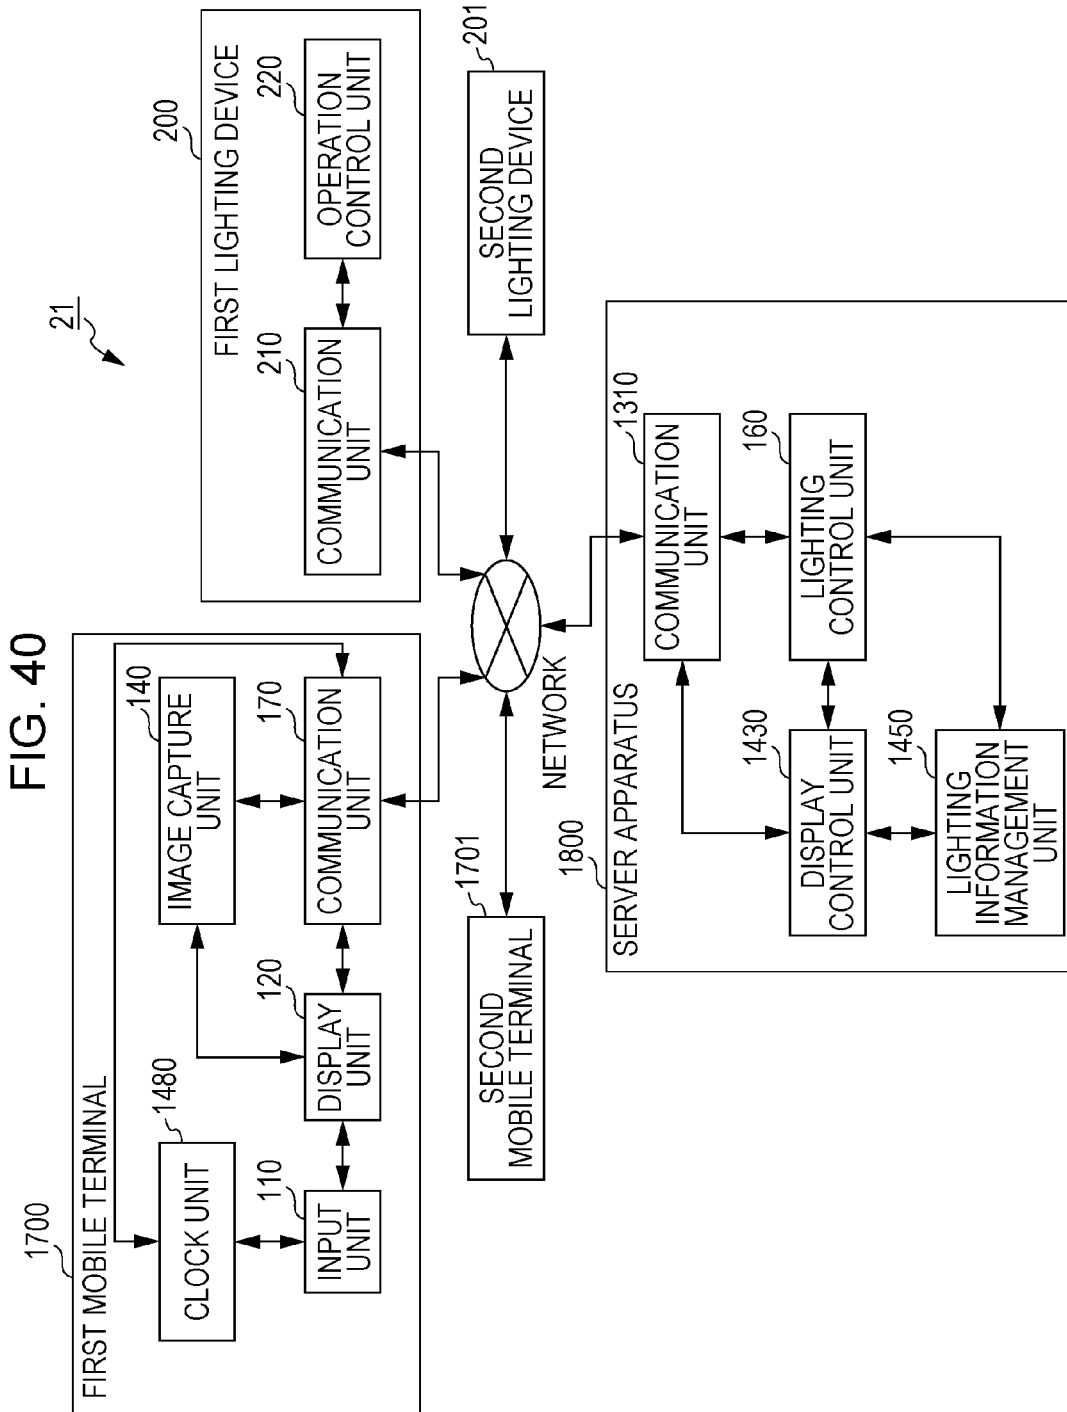 FIG. 40
21
1700
FIRST MOBILE TERMINAL
1480
CLOCK UNIT
140
IMAGE CAPTURE
UNIT
110
INPUT
UNIT
120
DISPLAY
UNIT
170
COMMUNICATION
UNIT
200
FIRST LIGHTING DEVICE
210
COMMUNICATION
UNIT
220
OPERATION
CONTROL UNIT
1701
SECOND
MOBILE TERMINAL
NETWORK
201
SECOND
LIGHTING DEVICE
1800
SERVER APPARATUS
1310
COMMUNICATION
UNIT
1430
DISPLAY
CONTROL UNIT
160
LIGHTING
CONTROL UNIT
1450
LIGHTING
INFORMATION
MANAGEMENT
UNIT